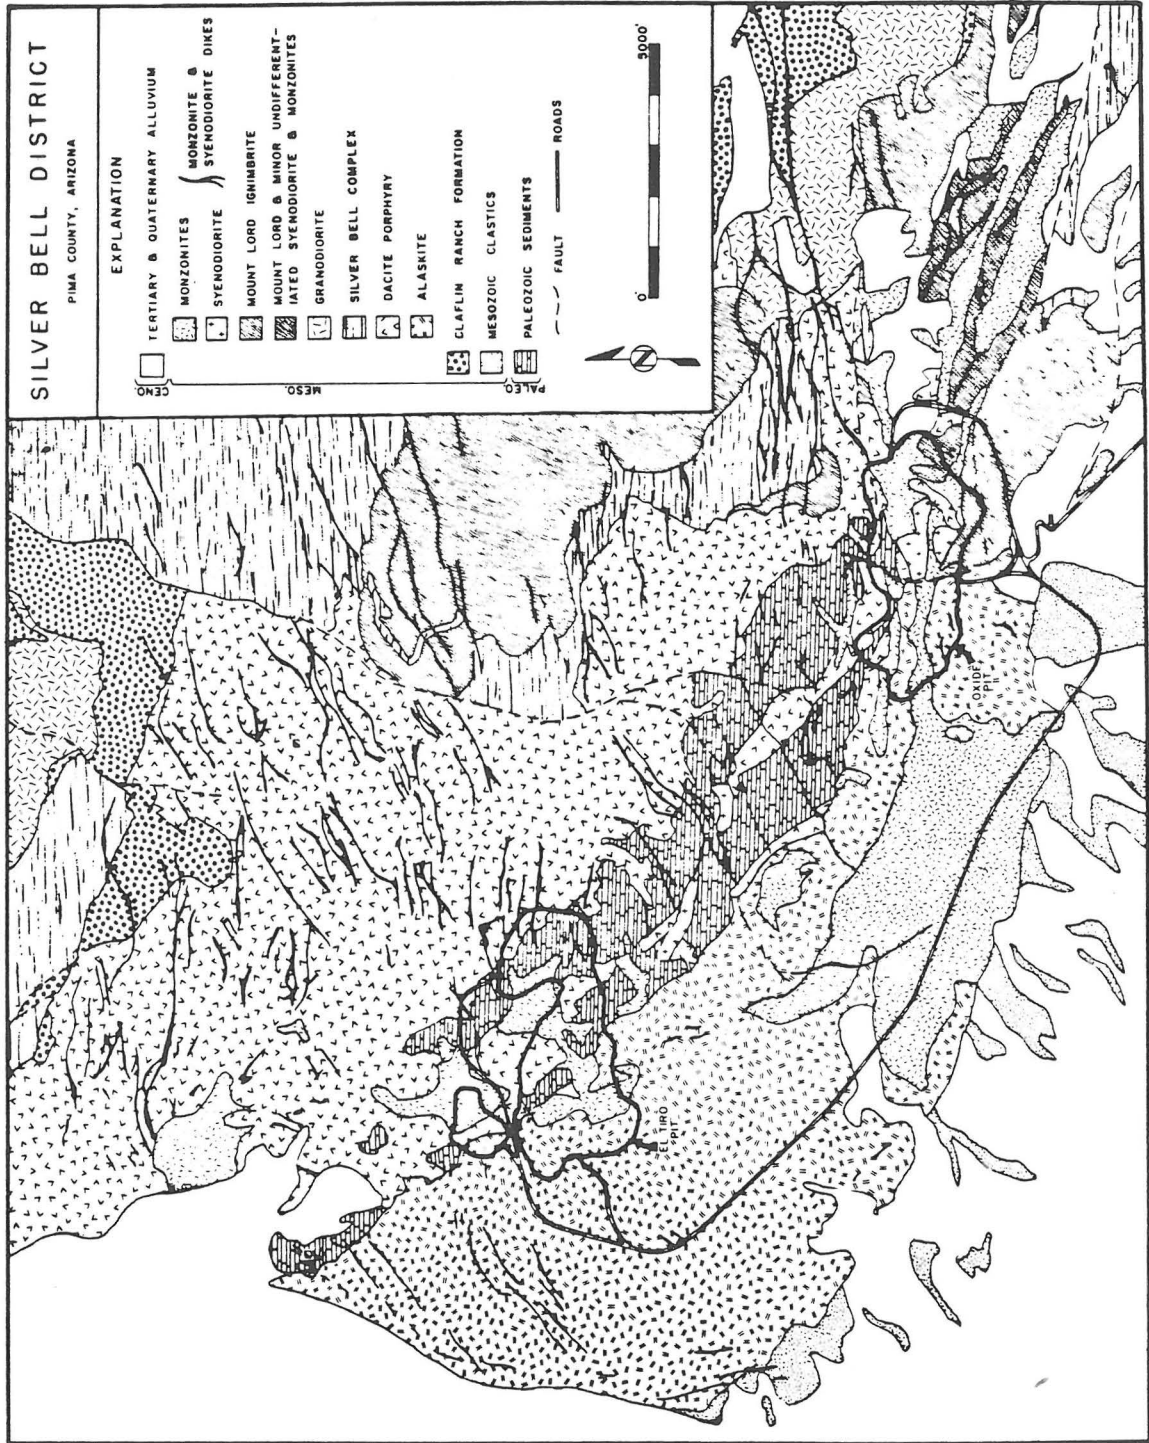 SILVER BELL DISTRICT
PIMA COUNTY, ARIZONA
EXPLANATION
CENO.
TERTIARY & QUATERNARY ALLUVIUM
MESO.
MONZONITES
MONZONITE &
SYENODIORITE DIKES
SYENODIORITE
MOUNT LORD IGNIMBRITE
MOUNT LORD & MINOR UNDIFFERENT-
IATED SYENODIORITE & MONZONITES
GRANODIORITE
SILVER BELL COMPLEX
DACITE PORPHYRY
ALASKITE
CLAFLIN RANCH FORMATION
MESOZOIC CLASTICS
PALEO.
PALEOZOIC SEDIMENTS
N
FAULT
ROADS
0'
5000'
EL TIRO
PIT
OXIDE
PIT